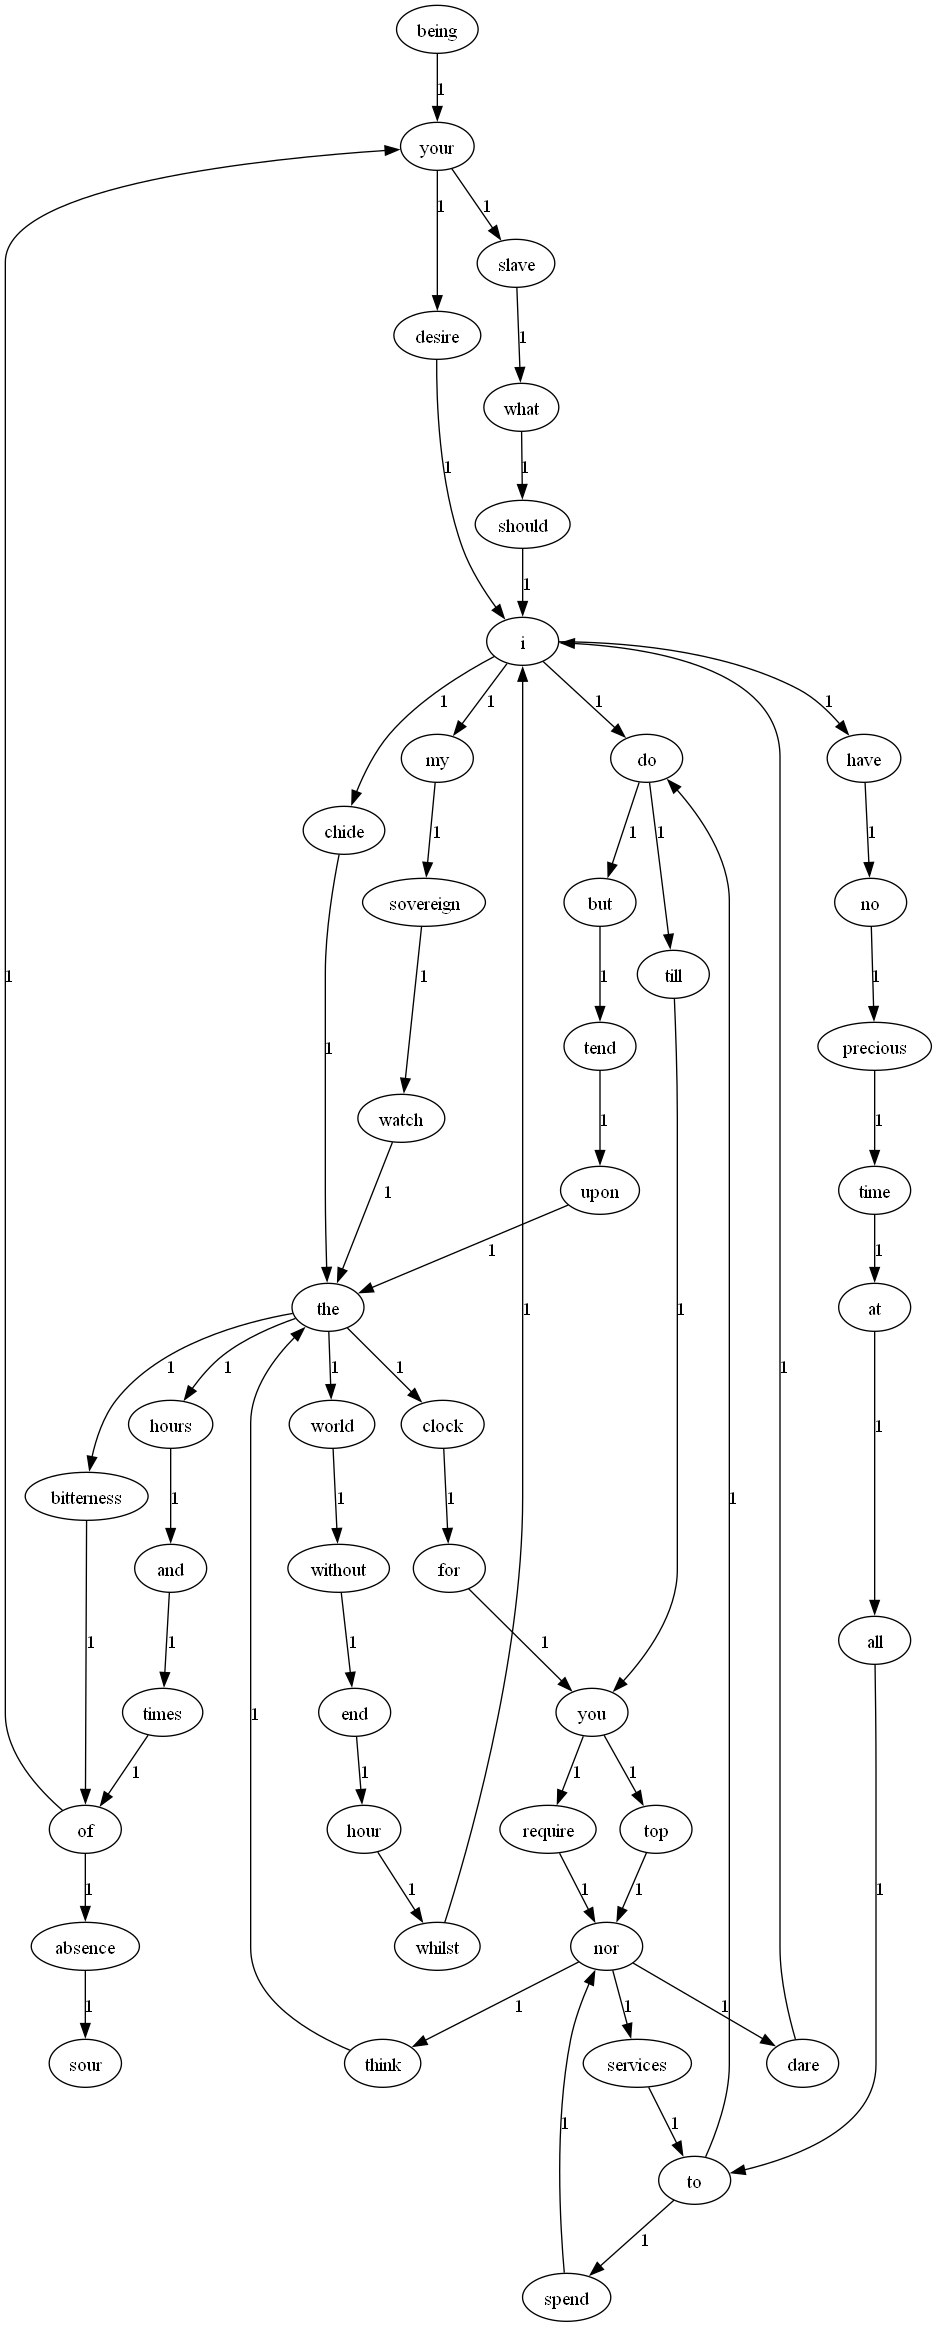 being
1
your
1
1
slave
desire
1
what
1
1
should
1
i
1
1
1
1
my
do
have
chide
1
1
1
1
sovereign
but
no
till
1
1
1
1
tend
precious
watch
1
1
1
1
upon
time
1
1
the
at
1
1
1
1
1
1
1
hours
world
clock
1
bitterness
1
1
1
1
and
without
for
1
1
1
1
all
times
end
you
1
1
1
1
of
hour
require
top
1
1
1
1
1
absence
whilst
nor
1
1
1
1
sour
think
services
dare
1
1
to
1
spend